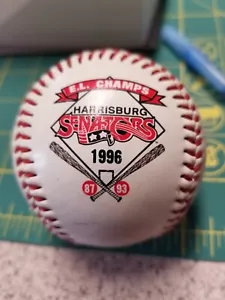 E.L. CHAMPS
HARRISBURG
SENATORS
1996
87 93